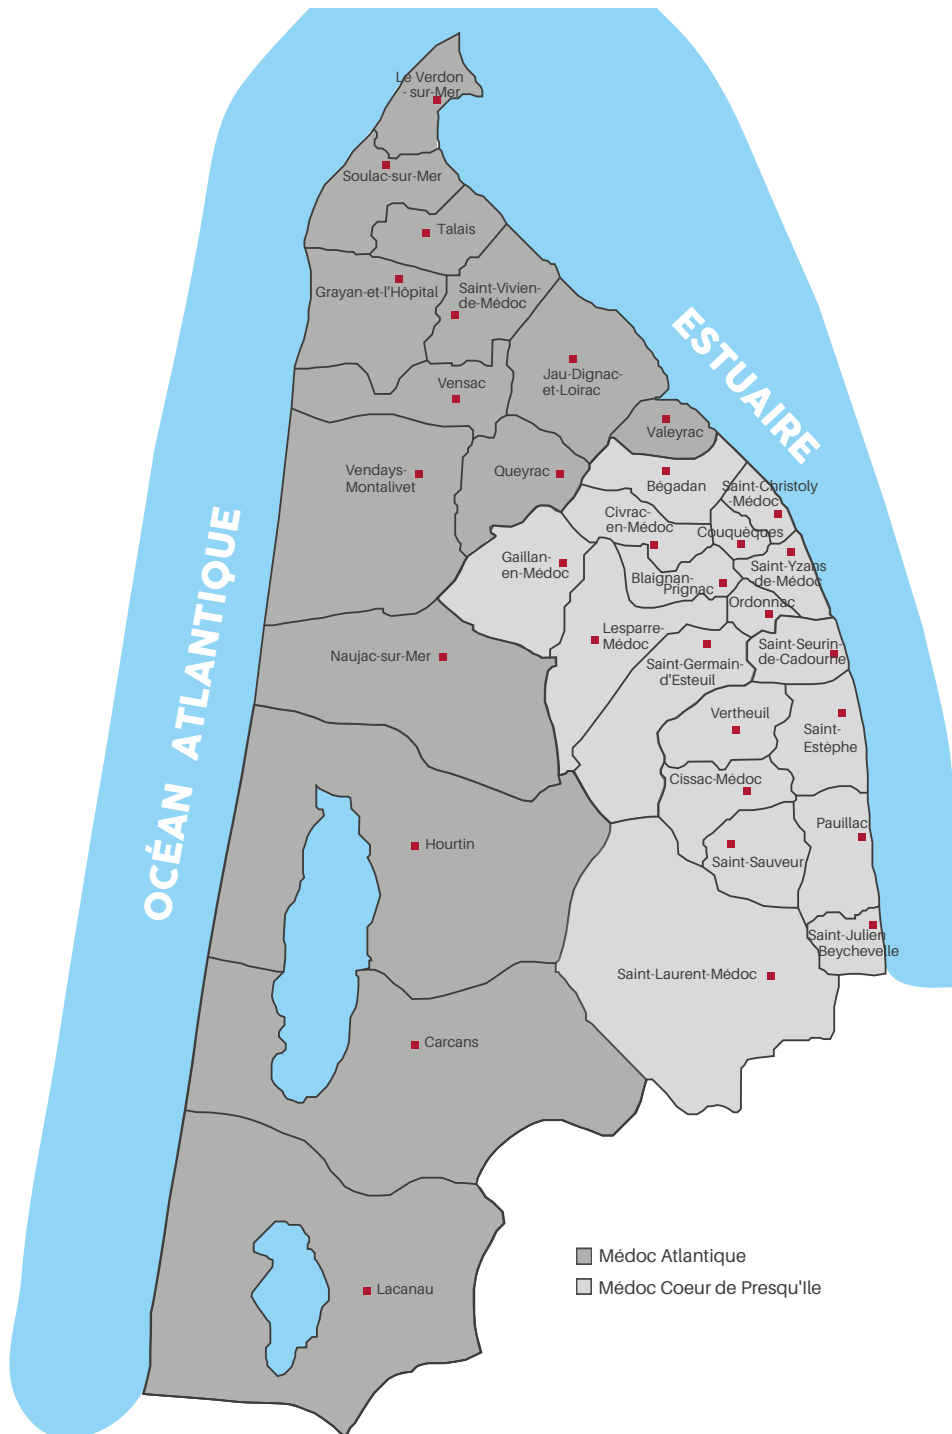 Le Verdon
- sur-Mer
Soulac-sur-Mer
Talais
Grayan-et-l'Hôpital
Saint-Vivien-
de-Médoc
ESTUAIRE
Jau-Dignac-
et-Loirac
Vensac
Valeyrac
Vendays-
Montalivet
Queyrac
Bégadan
Saint-Christoly
-Médoc
Civrac-
en-Médoc
Couquèques
Gaillan-
en-Médoc
Saint-Yzans
de-Médoc
Blaignan-
Prignac
Ordonnac
OCÉAN ATLANTIQUE
Lesparre-
Médoc
Naujac-sur-Mer
Saint-Germain-
d'Esteuil
Saint-Seurin-
de-Cadourne
Vertheuil
Saint-
Estèphe
Cissac-Médoc
Pauillac
Hourtin
Saint-Sauveur
Saint-Julien
Beychevelle
Saint-Laurent-Médoc
Carcans
Lacanau
Médoc Atlantique
Médoc Coeur de Presqu'Ile